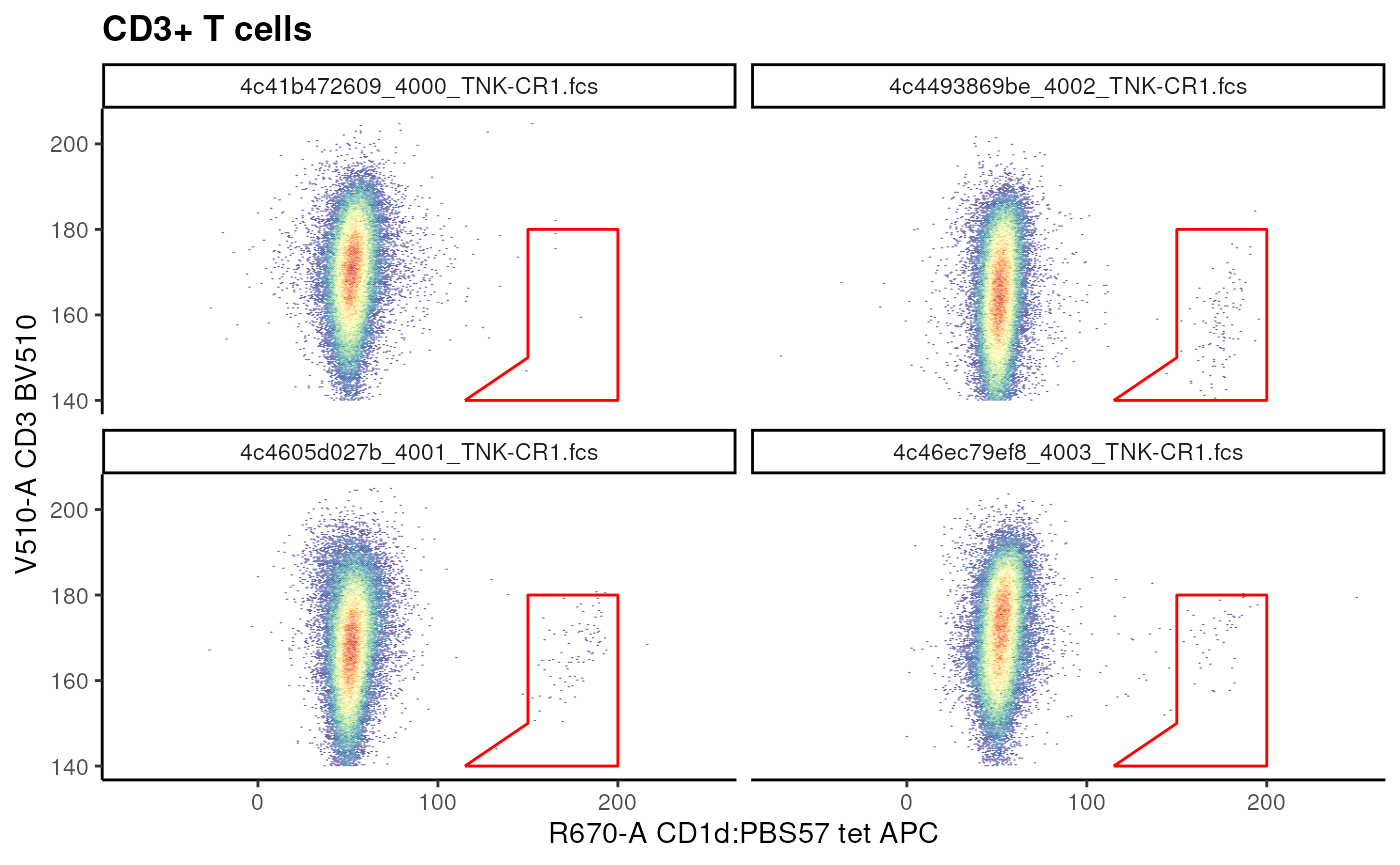 CD3+ T cells
4c41b472609_4000_TNK-CR1.fcs
4c4493869be_4002_TNK-CR1.fcs
200
180
160
140
4c4605d027b_4001_TNK-CR1.fcs
4c46ec79ef8_4003_TNK-CR1.fcs
200
180
160
140
V510-A CD3 BV510
0
100
200
0
100
200
R670-A CD1d:PBS57 tet APC